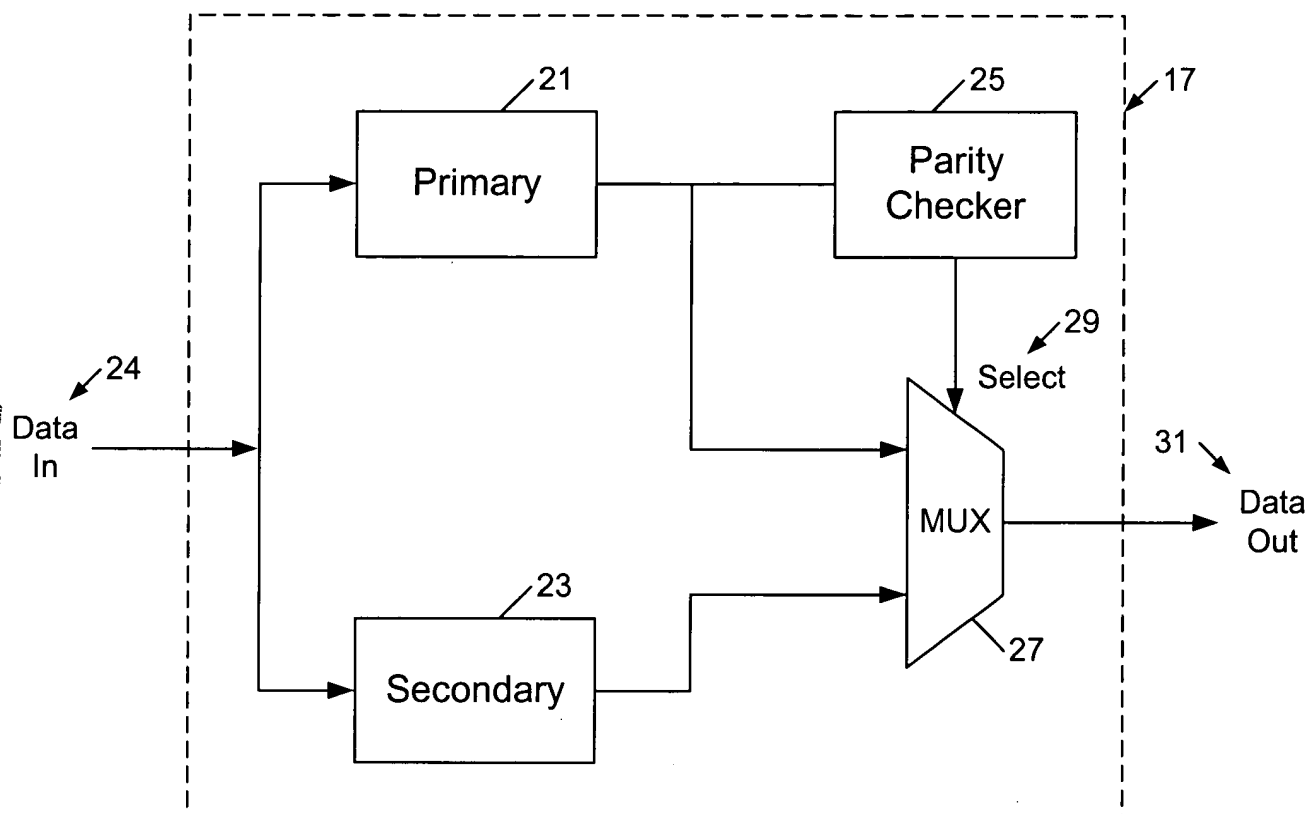 21
25
17
Primary
Parity
Checker
29
Select
24
Data
In
31
Data
Out
MUX
23
Secondary
27